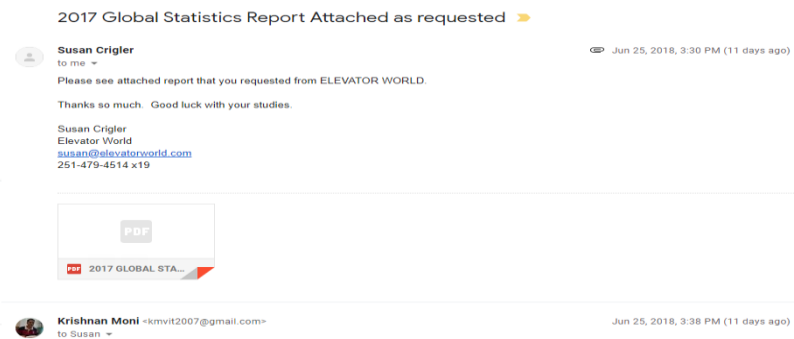 2017 Global Statistics Report Attached as requested
Susan Crigler
Jun 25, 2018, 3:30 PM (11 days ago)
to me
Please see attached report that you requested from ELEVATOR WORLD.
Thanks so much. Good luck with your studies.
Susan Crigler
Elevator World
susan@elevatorworld.com
251-479-4514 x19
PDF
PDF 2017 GLOBAL STA...
Krishnan Moni <kmvit2007@gmail.com>
Jun 25, 2018, 3:38 PM (11 days ago)
to Susan